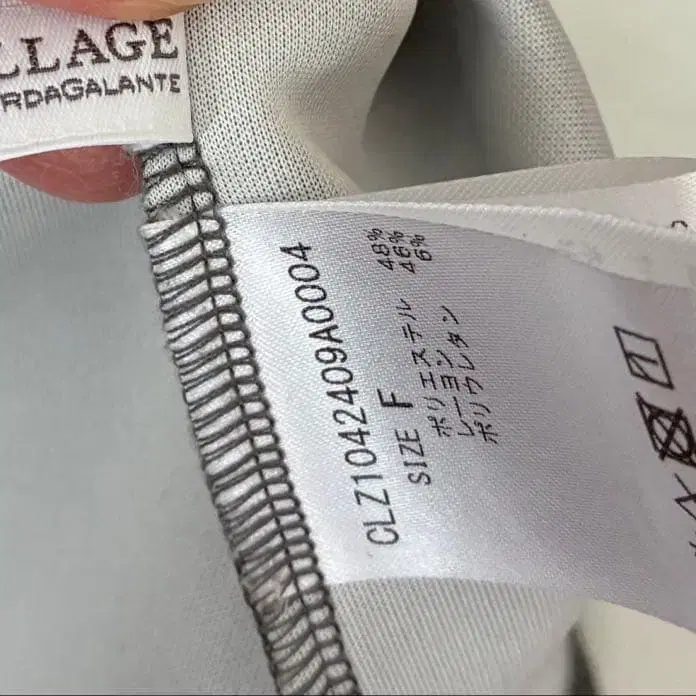 LLAGE
RDAGALANTE
CLZ1042409A0004
SIZE F
ポリエステル 48%
レーヨン 46%
ポリウレタン 6%